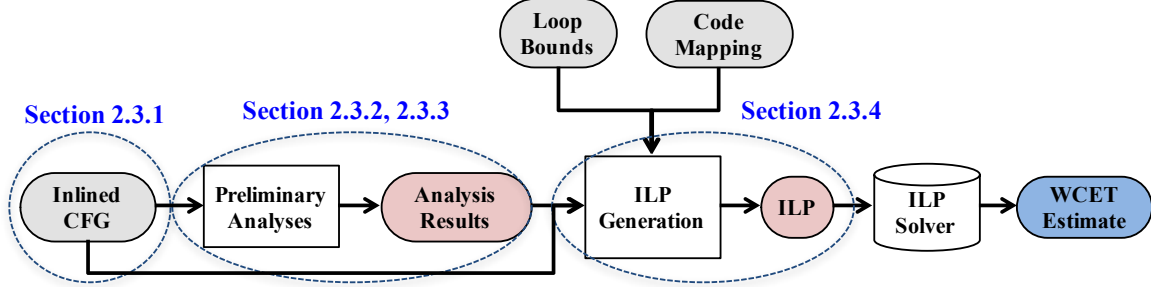 Loop
Bounds
Code
Mapping
Section 2.3.1
Section 2.3.2, 2.3.3
Section 2.3.4
Inlined
CFG
Preliminary
Analyses
Analysis
Results
ILP
Generation
ILP
ILP
Solver
WCET
Estimate